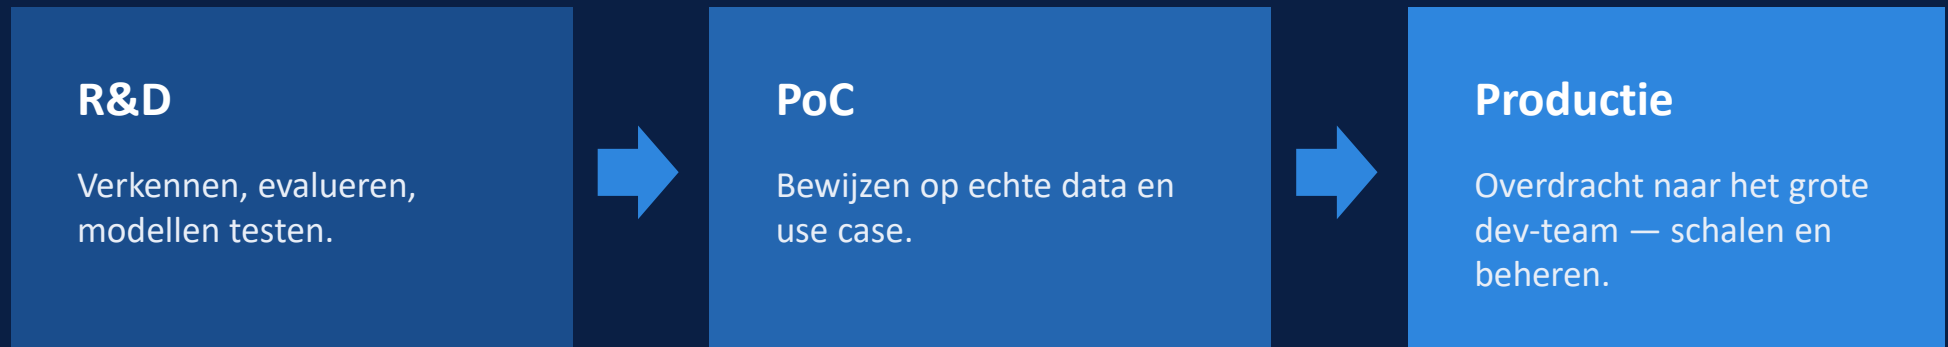 R&D
Verkennen, evalueren,
modellen testen.
PoC
Bewijzen op echte data en
use case.
Productie
Overdracht naar het grote
dev-team — schalen en
beheren.